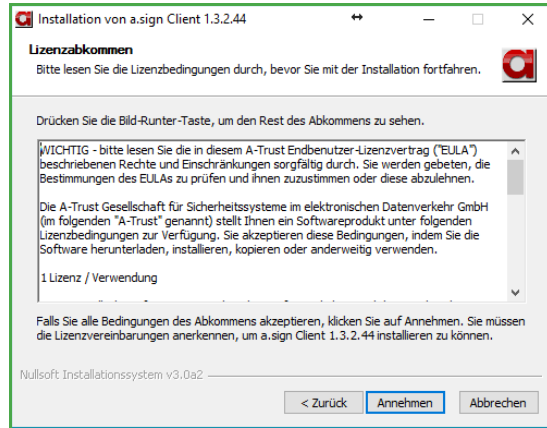 Installation von a.sign Client 1.3.2.44
Lizenzabkommen
Bitte lesen Sie die Lizenzbedingungen durch, bevor Sie mit der Installation fortfahren.
Drücken Sie die Bild-Runter-Taste, um den Rest des Abkommens zu sehen.
WICHTIG - bitte lesen Sie die in diesem A-Trust Endbenutzer-Lizenzvertrag ("EULA")
beschriebenen Rechte und Einschränkungen sorgfältig durch. Sie werden gebeten, die
Bestimmungen des EULAs zu prüfen und ihnen zuzustimmen oder diese abzulehnen.
Die A-Trust Gesellschaft für Sicherheitssysteme im elektronischen Datenverkehr GmbH
(im folgenden "A-Trust" genannt) stellt Ihnen ein Softwareprodukt unter folgenden
Lizenzbedingungen zur Verfügung. Sie akzeptieren diese Bedingungen, indem Sie die
Software herunterladen, installieren, kopieren oder anderweitig verwenden.
1 Lizenz / Verwendung
Falls Sie alle Bedingungen des Abkommens akzeptieren, klicken Sie auf Annehmen. Sie müssen
die Lizenzvereinbarungen anerkennen, um a.sign Client 1.3.2.44 installieren zu können.
Nullsoft Installationssystem v3.0a2
< Zurück Annehmen Abbrechen